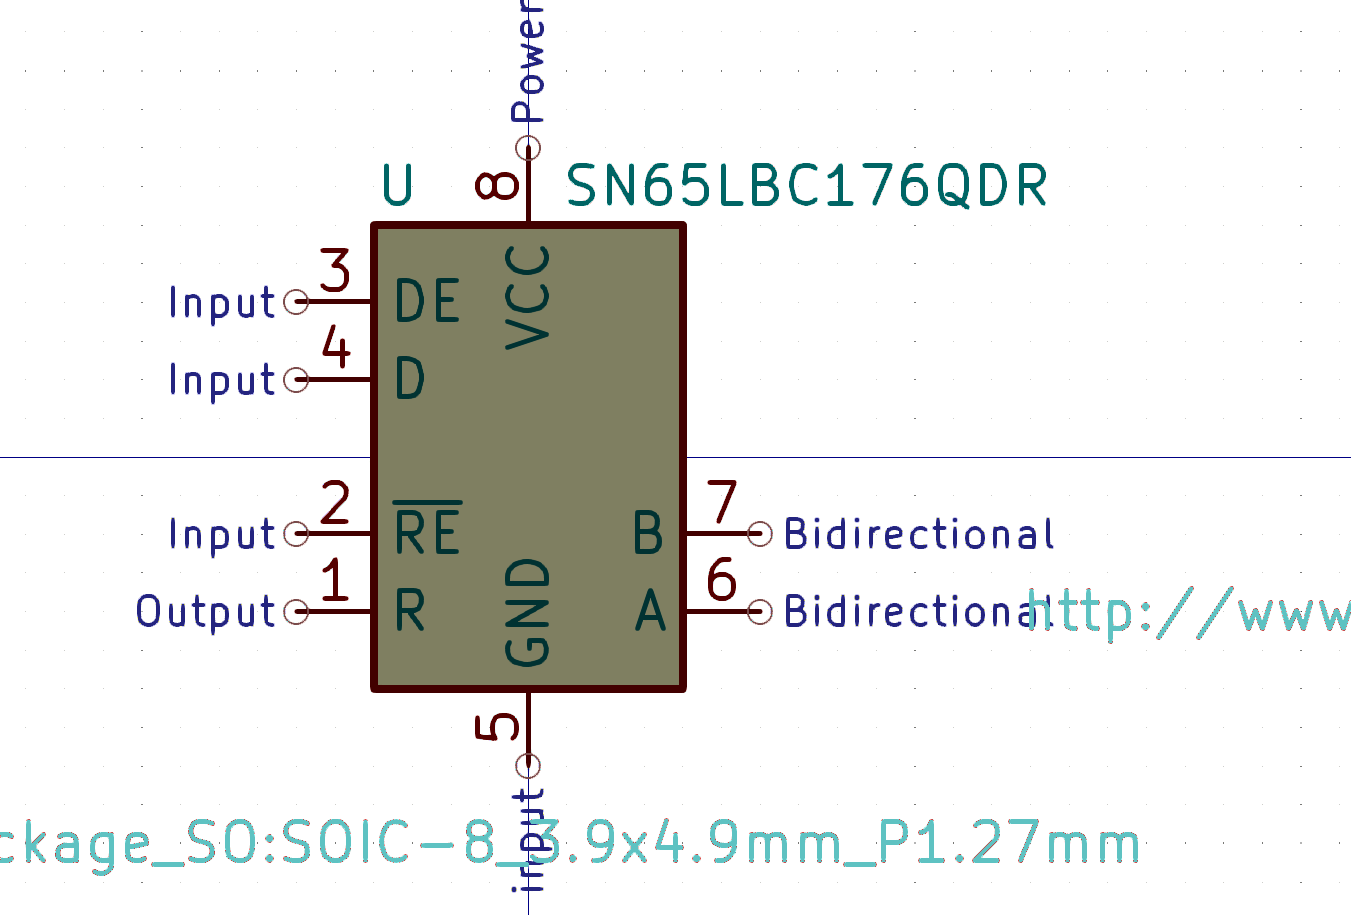 Power
U
8
SN65LBC176QDR
3
Input
DE
VCC
4
Input
D
2
Input
RE
B
7
Bidirectional
1
Output
R
GND
A
6
Bidirectional
http://www
5
input
ckage_SO:SOIC-8_3.9x4.9mm_P1.27mm